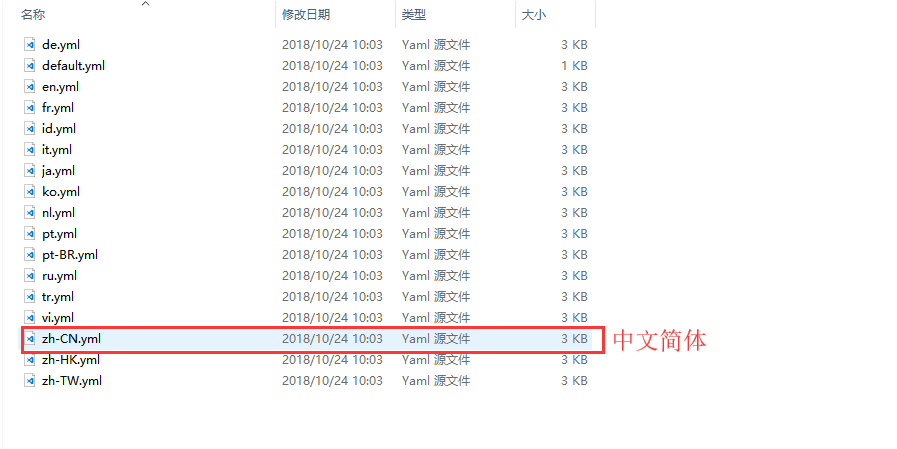 名称 修改日期 类型 大小
de.yml 2018/10/24 10:03 Yaml 源文件 3 KB
default.yml 2018/10/24 10:03 Yaml 源文件 1 KB
en.yml 2018/10/24 10:03 Yaml 源文件 3 KB
fr.yml 2018/10/24 10:03 Yaml 源文件 3 KB
id.yml 2018/10/24 10:03 Yaml 源文件 3 KB
it.yml 2018/10/24 10:03 Yaml 源文件 3 KB
ja.yml 2018/10/24 10:03 Yaml 源文件 3 KB
ko.yml 2018/10/24 10:03 Yaml 源文件 3 KB
nl.yml 2018/10/24 10:03 Yaml 源文件 3 KB
pt.yml 2018/10/24 10:03 Yaml 源文件 3 KB
pt-BR.yml 2018/10/24 10:03 Yaml 源文件 3 KB
ru.yml 2018/10/24 10:03 Yaml 源文件 3 KB
tr.yml 2018/10/24 10:03 Yaml 源文件 3 KB
vi.yml 2018/10/24 10:03 Yaml 源文件 3 KB
zh-CN.yml 2018/10/24 10:03 Yaml 源文件 3 KB 中文简体
zh-HK.yml 2018/10/24 10:03 Yaml 源文件 3 KB
zh-TW.yml 2018/10/24 10:03 Yaml 源文件 3 KB